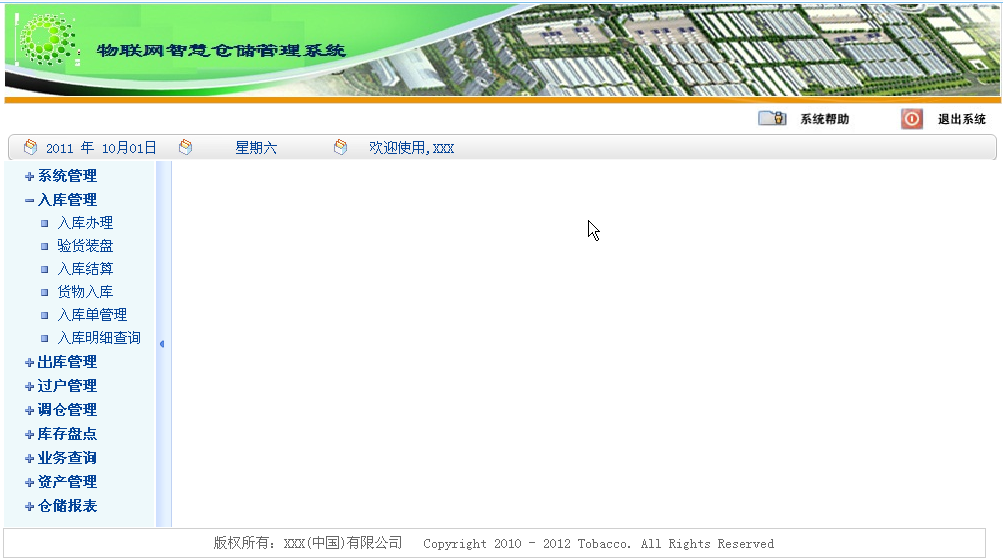 物联网智慧仓储管理系统
系统帮助 退出系统
2011 年 10月01日 星期六 欢迎使用,XXX
系统管理
入库管理
入库办理
验货装盘
入库结算
货物入库
入库单管理
入库明细查询
出库管理
过户管理
调仓管理
库存盘点
业务查询
资产管理
仓储报表
版权所有：XXX(中国)有限公司 Copyright 2010 - 2012 Tobacco. All Rights Reserved